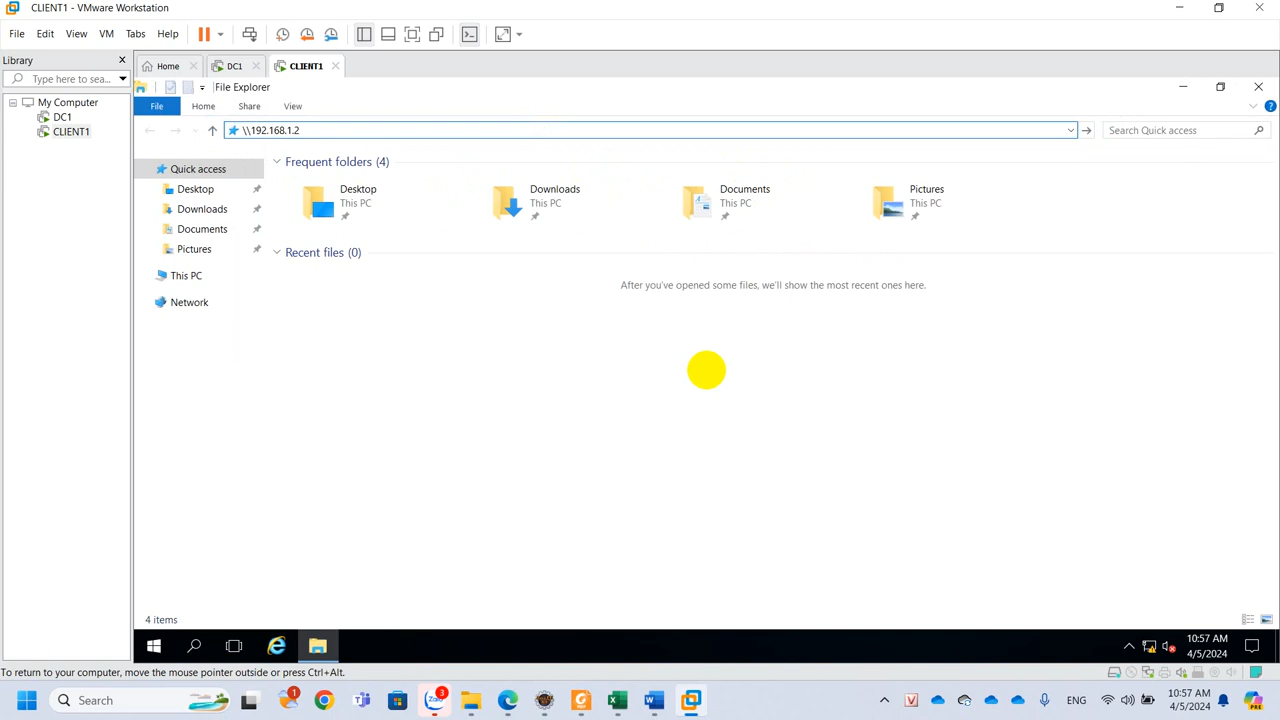 CLIENT1 - VMware Workstation
File Edit View VM Tabs Help
Library
Type here to sea...
Home DC1 CLIENT1
My Computer
DC1
CLIENT1
File Explorer
File Home Share View
\\192.168.1.2
Search Quick access
Quick access
Desktop
Downloads
Documents
Pictures
This PC
Network
Frequent folders (4)
Desktop
This PC
Downloads
This PC
Documents
This PC
Pictures
This PC
Recent files (0)
After you've opened some files, we'll show the most recent ones here.
4 items
10:57 AM
4/5/2024
To return to your computer, move the mouse pointer outside or press Ctrl+Alt.
Search
1
3
Zalo
ENG
10:57 AM
4/5/2024
PRE